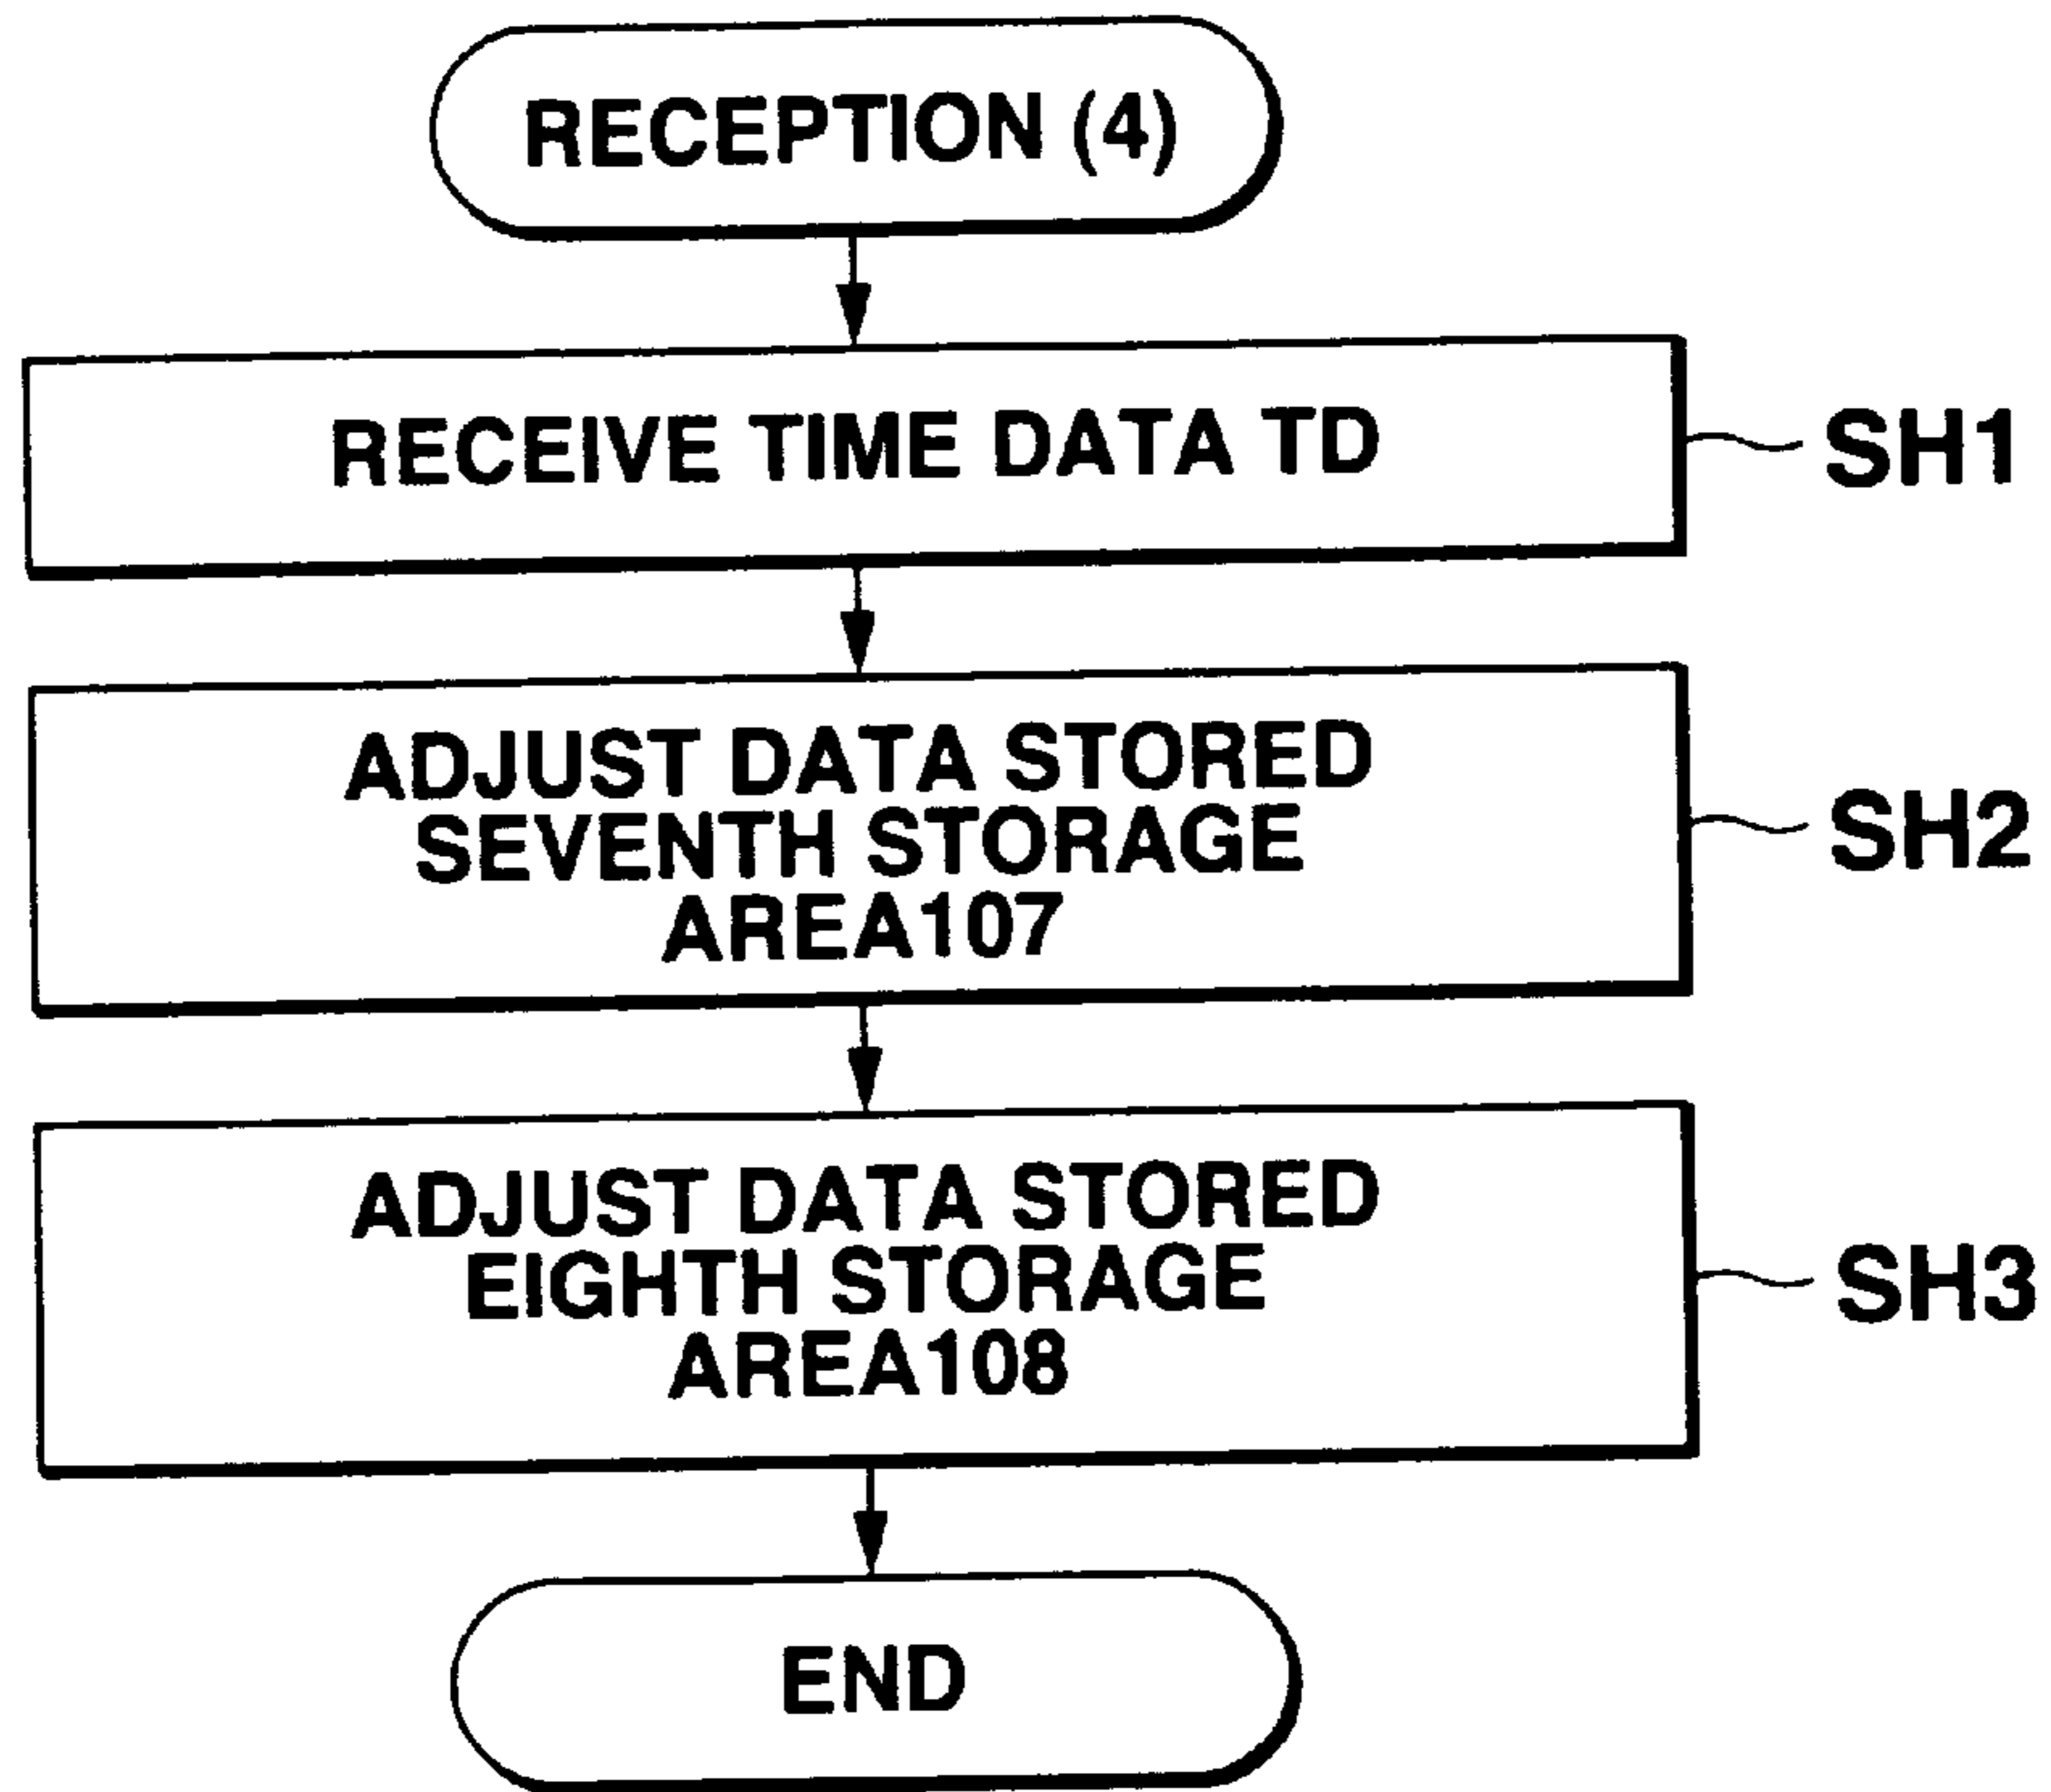 RECEPTION (4)
RECEIVE TIME DATA TD
SH1
ADJUST DATA STORED
SEVENTH STORAGE
AREA107
SH2
ADJUST DATA STORED
EIGHTH STORAGE
AREA108
SH3
END